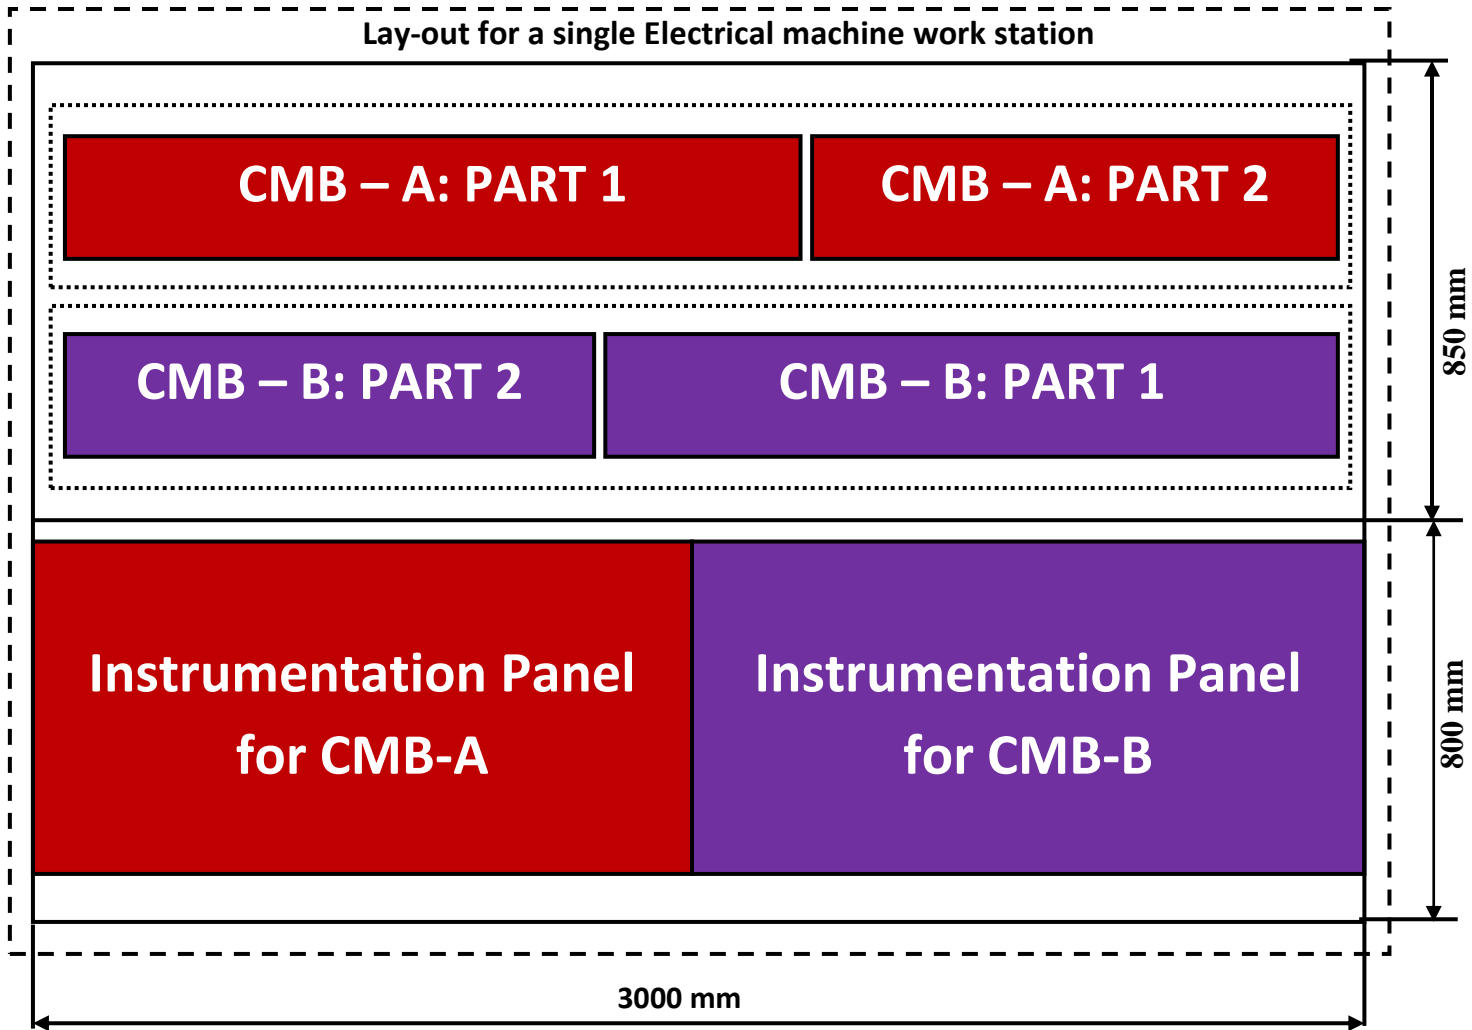 Lay-out for a single Electrical machine work station
CMB – A: PART 1
CMB – A: PART 2
850 mm
CMB – B: PART 2
CMB – B: PART 1
Instrumentation Panel
for CMB-A
Instrumentation Panel
for CMB-B
800 mm
3000 mm